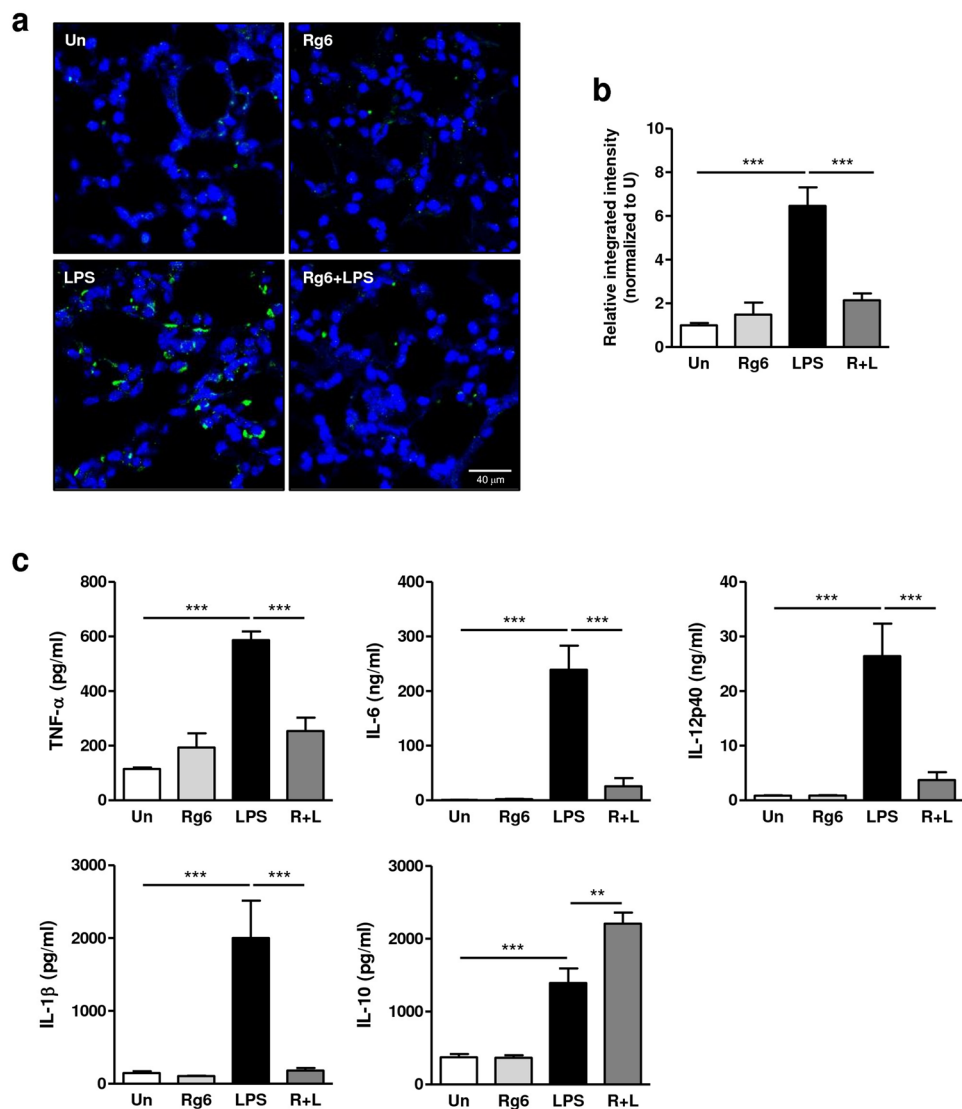 a
Un
Rg6
LPS
Rg6+LPS
40 μm
b
Relative integrated intensity
(normalized to U)
10
8
6
4
2
0
***
***
Un Rg6 LPS R+L
c
TNF-α (pg/ml)
800
600
400
200
0
***
***
Un Rg6 LPS R+L
IL-6 (ng/ml)
400
300
200
100
0
***
***
Un Rg6 LPS R+L
IL-12p40 (ng/ml)
40
30
20
10
0
***
***
Un Rg6 LPS R+L
IL-1β (pg/ml)
3000
2000
1000
0
***
***
Un Rg6 LPS R+L
IL-10 (pg/ml)
3000
2000
1000
0
***
**
Un Rg6 LPS R+L